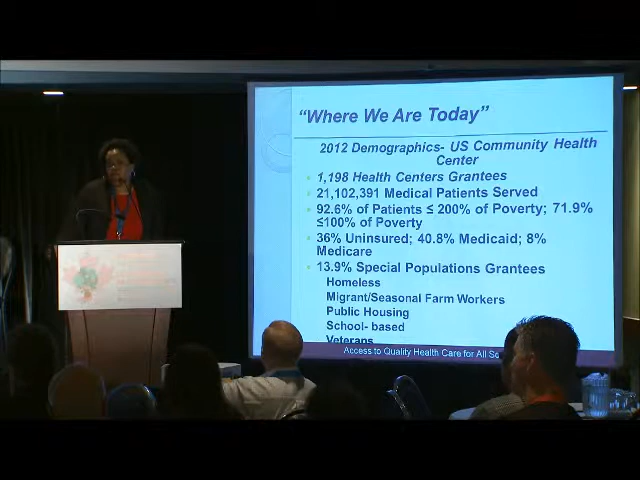 “Where We Are Today”
2012 Demographics- US Community Health
Center
1,198 Health Centers Grantees
21,102,391 Medical Patients Served
92.6% of Patients ≤ 200% of Poverty; 71.9%
≤100% of Poverty
36% Uninsured; 40.8% Medicaid; 8%
Medicare
13.9% Special Populations Grantees
Homeless
Migrant/Seasonal Farm Workers
Public Housing
School- based
Veterans
Access to Quality Health Care for All